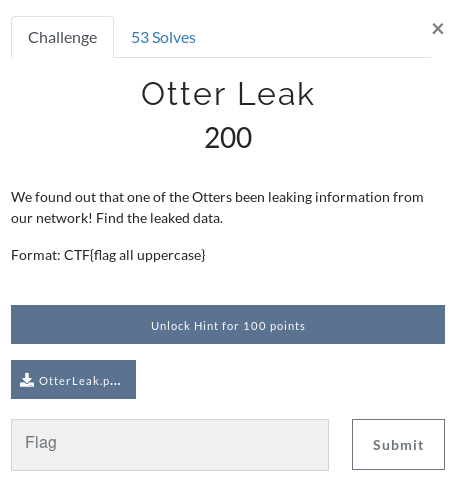 Challenge
53 Solves
×
Otter Leak
200
We found out that one of the Otters been leaking information from
our network! Find the leaked data.
Format: CTF{flag all uppercase}
Unlock Hint for 100 points
OtterLeak.p...
Flag
Submit